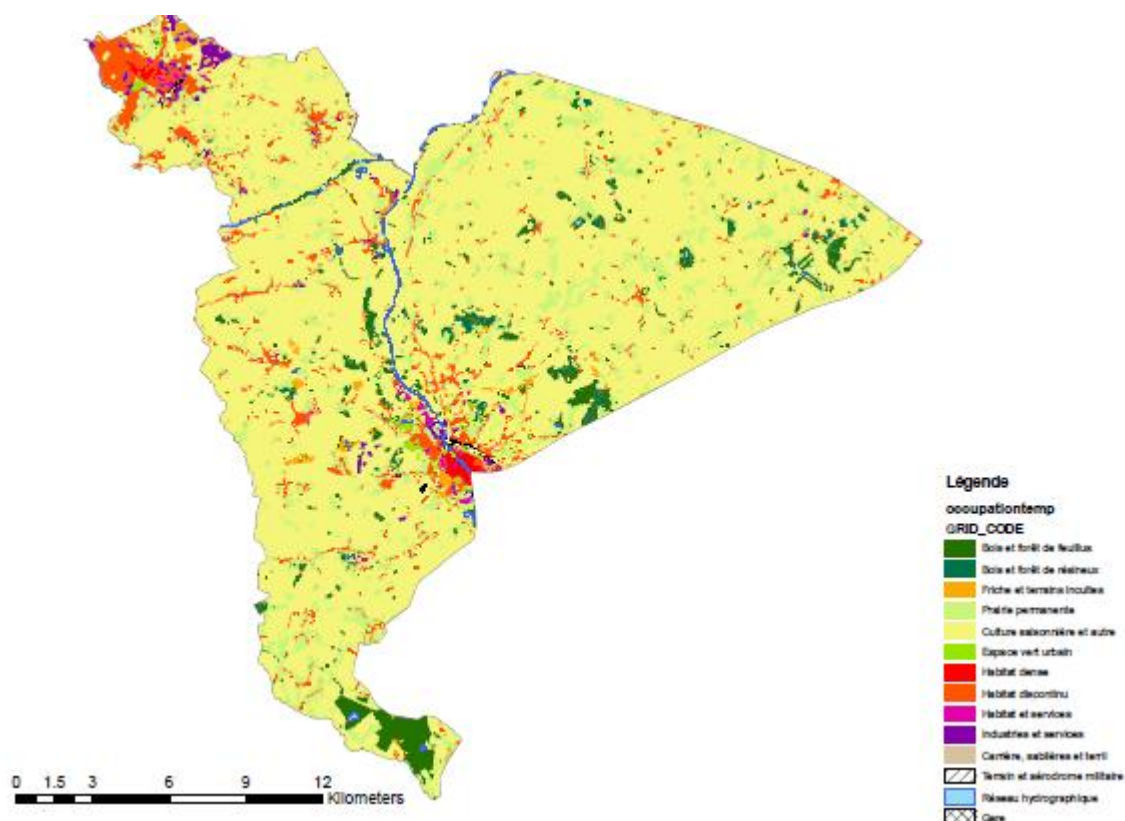 Légende
occupationtemp
GRID_CODE
Bois et forêt de feuillus
Bois et forêt de résineux
Friche et terrains incultes
Prairie permanente
Culture saisonnière et autre
Espace vert urbain
Habitat dense
Habitat discontinu
Habitat et services
Industries et services
Carrière, sablières et terril
Terrain et aérodrome militaire
Réseau hydrographique
Gare
0 1.5 3 6 9 12
Kilometers